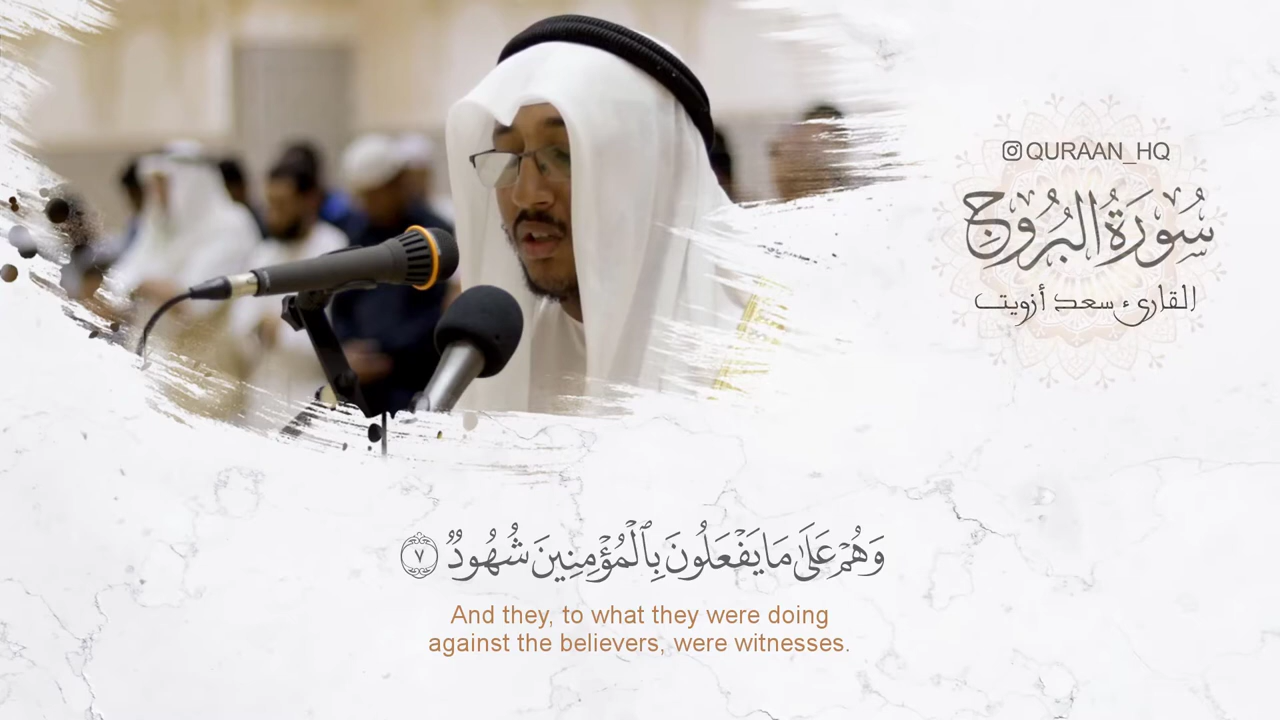 QURAAN_HQ
سُورَةُ البُرُوجِ
القارئ سعد أزويت
وَهُمْ عَلَىٰ مَا يَفْعَلُونَ بِٱلْمُؤْمِنِينَ شُهُودٌ ٧
And they, to what they were doing
against the believers, were witnesses.